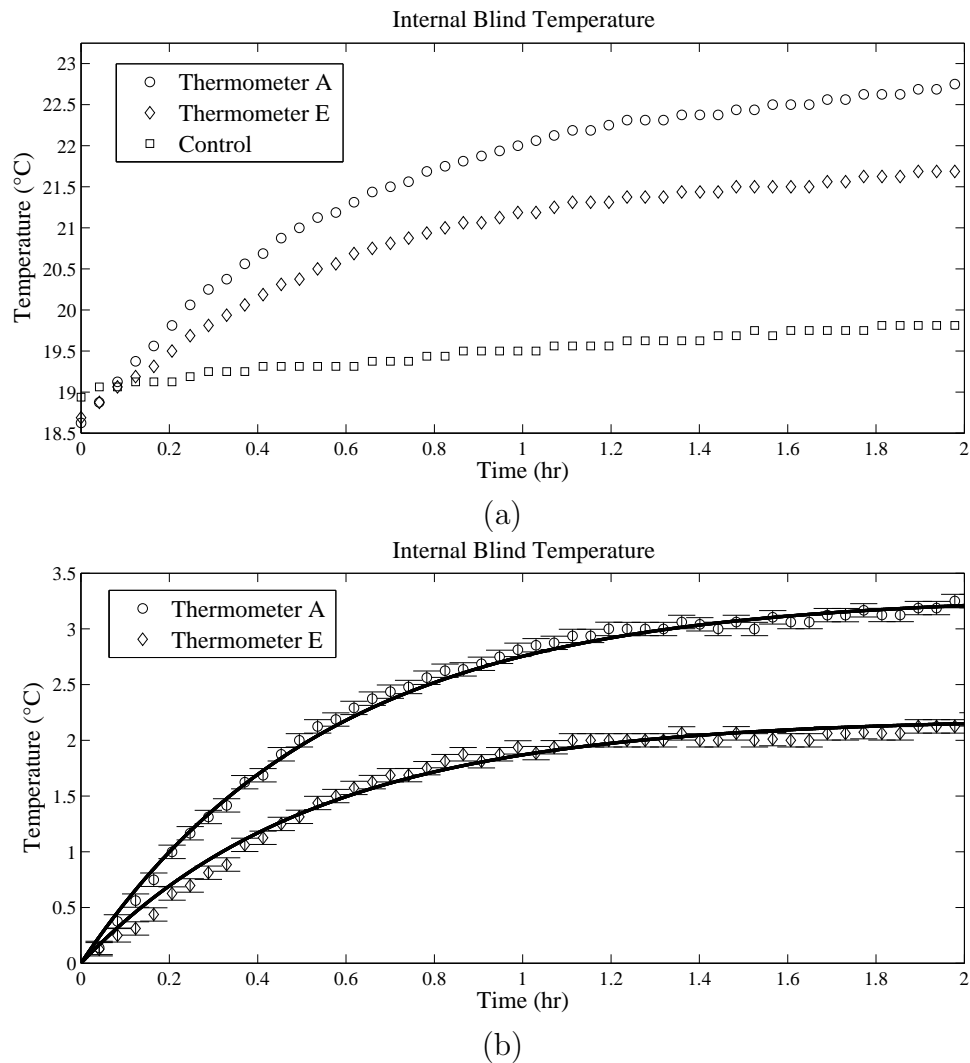 Internal Blind Temperature
Thermometer A
Thermometer E
Control
Temperature (°C)
23
22.5
22
21.5
21
20.5
20
19.5
19
18.5
0 0.2 0.4 0.6 0.8 1 1.2 1.4 1.6 1.8 2
Time (hr)
(a)
Internal Blind Temperature
Thermometer A
Thermometer E
Temperature (°C)
3.5
3
2.5
2
1.5
1
0.5
0
0 0.2 0.4 0.6 0.8 1 1.2 1.4 1.6 1.8 2
Time (hr)
(b)